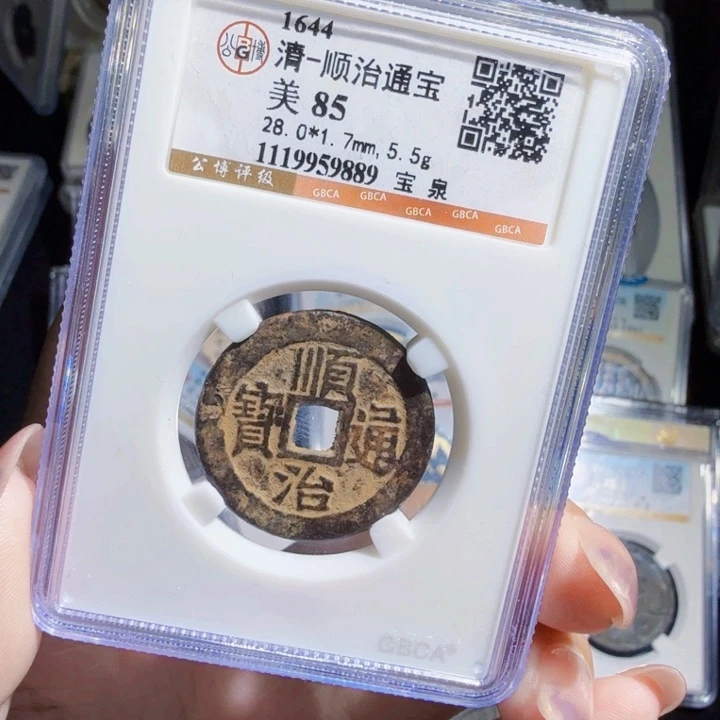 1644
清-顺治通宝
美 85
28.0*1.7mm, 5.5g
1119959889 宝 泉
公博评级 GBCA GBCA GBCA GBCA GBCA
順
寶 通
治
GBCA®